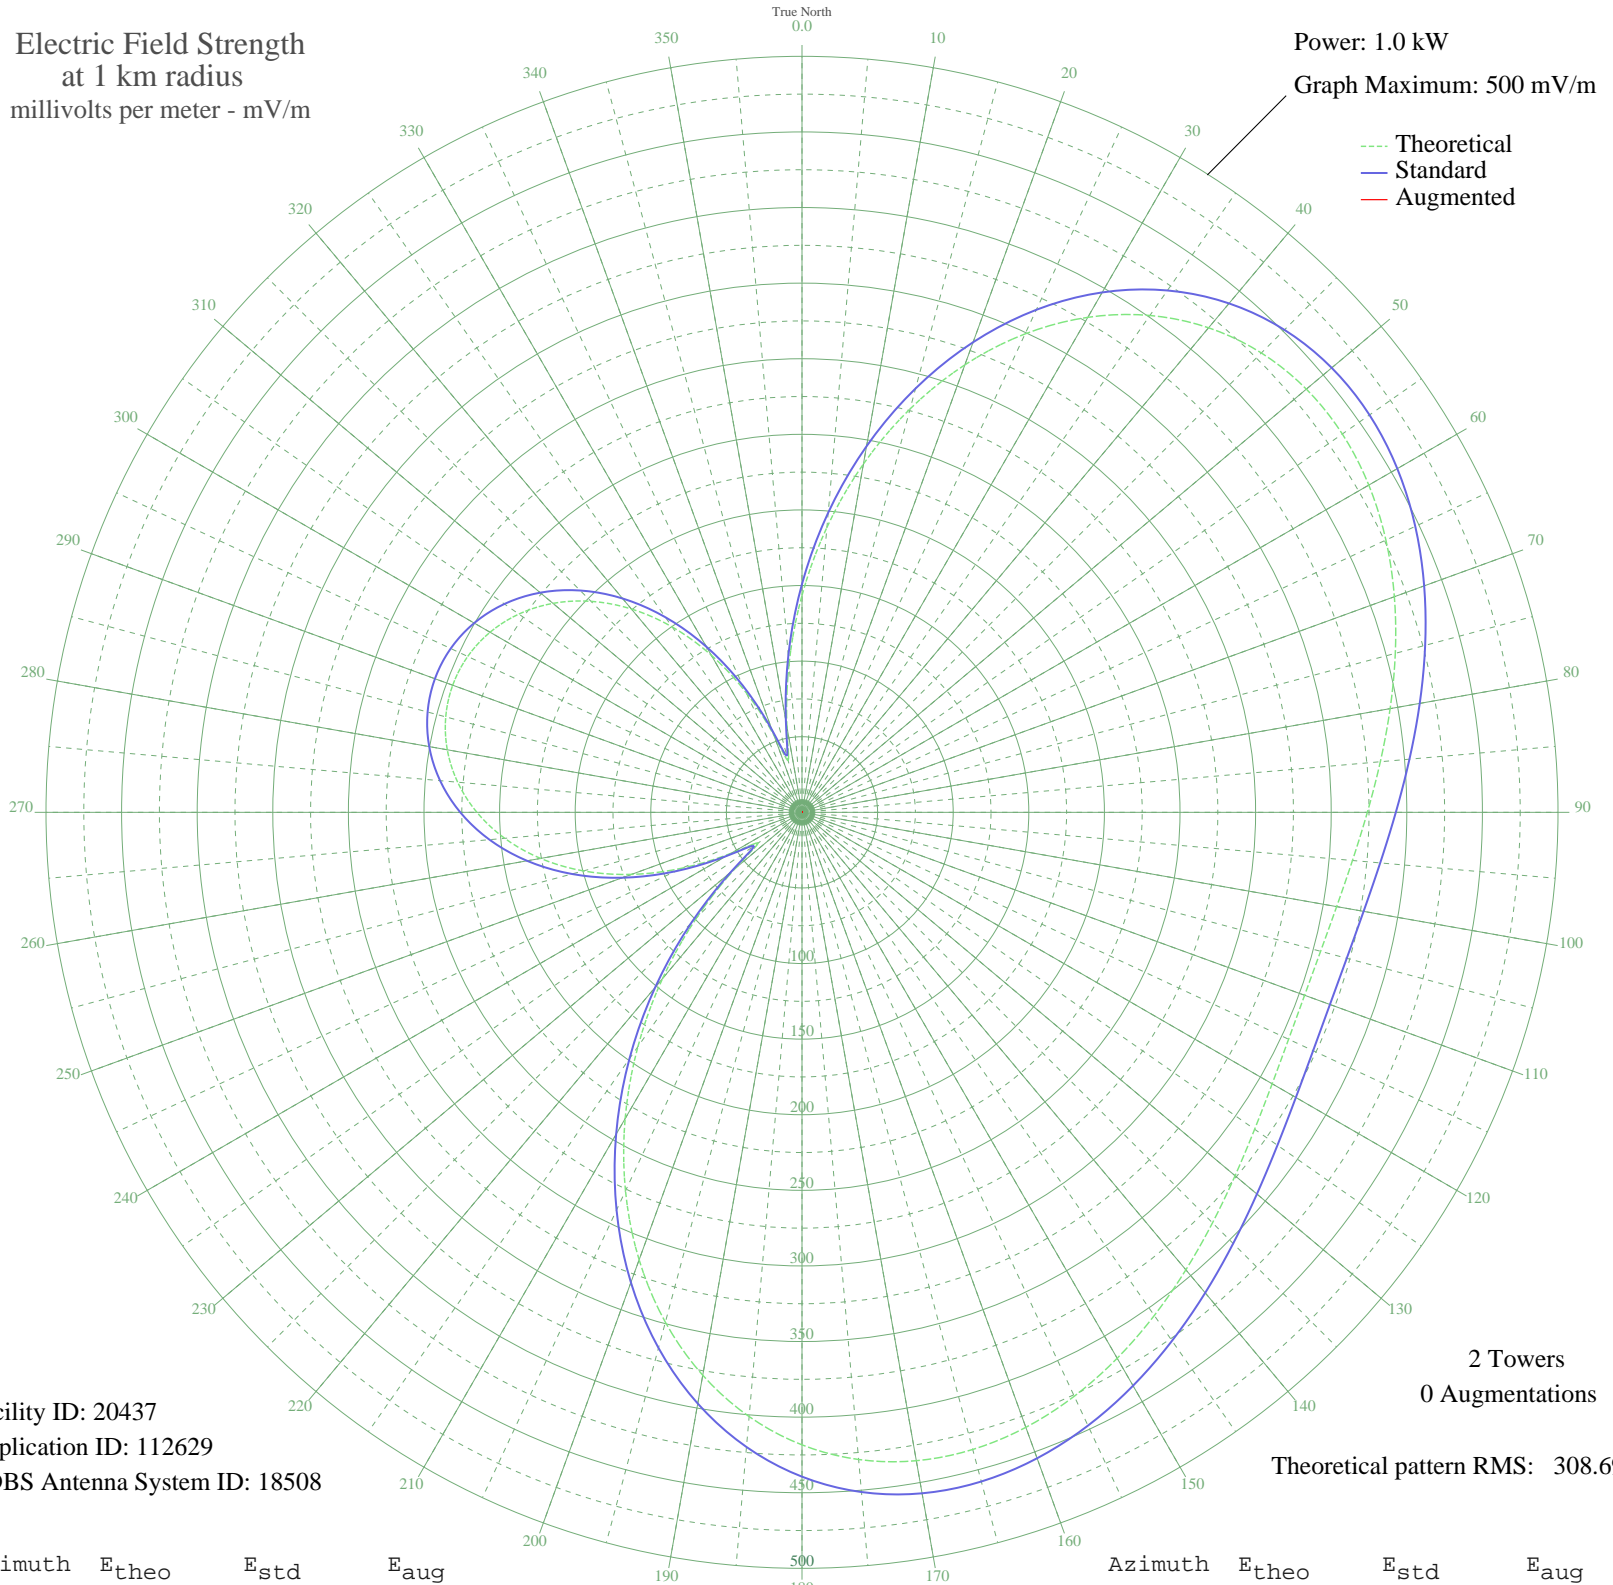 True North
Electric Field Strength
at 1 km radius
millivolts per meter - mV/m
Power: 1.0 kW
Graph Maximum: 500 mV/m
Theoretical
Standard
Augmented
0.0
10
20
30
40
50
60
70
80
90
100
110
120
130
140
150
160
170
190
200
210
220
230
240
250
260
270
280
290
300
310
320
330
340
350
100
150
200
250
300
350
400
450
500
2 Towers
0 Augmentations
Theoretical pattern RMS: 308.6
cility ID: 20437
plication ID: 112629
DBS Antenna System ID: 18508
imuth Etheo Estd Eaug
Azimuth Etheo Estd Eaug